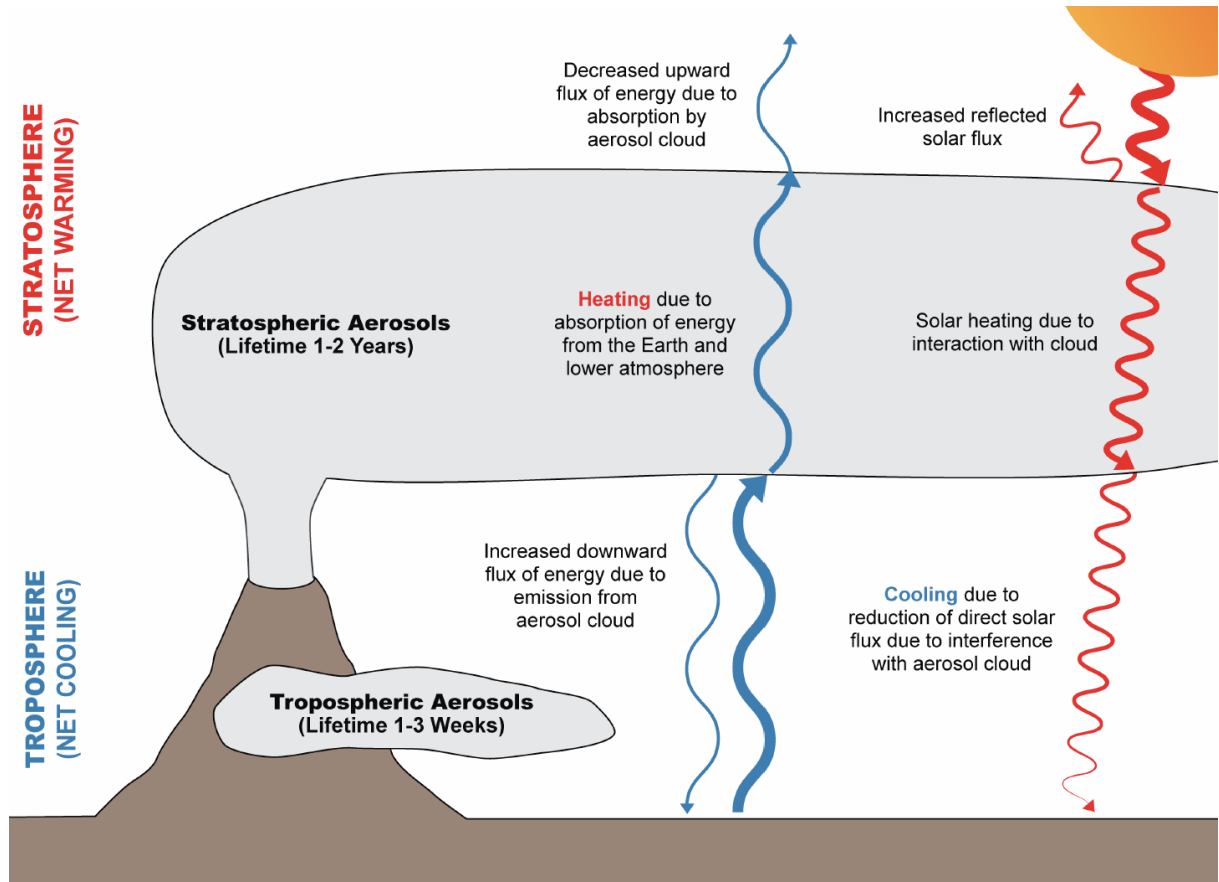 STRATOSPHERE
(NET WARMING)
Decreased upward
flux of energy due to
absorption by
aerosol cloud
Increased reflected
solar flux
Stratospheric Aerosols
(Lifetime 1-2 Years)
Heating due to
absorption of energy
from the Earth and
lower atmosphere
Solar heating due to
interaction with cloud
TROPOSPHERE
(NET COOLING)
Increased downward
flux of energy due to
emission from
aerosol cloud
Cooling due to
reduction of direct solar
flux due to interference
with aerosol cloud
Tropospheric Aerosols
(Lifetime 1-3 Weeks)